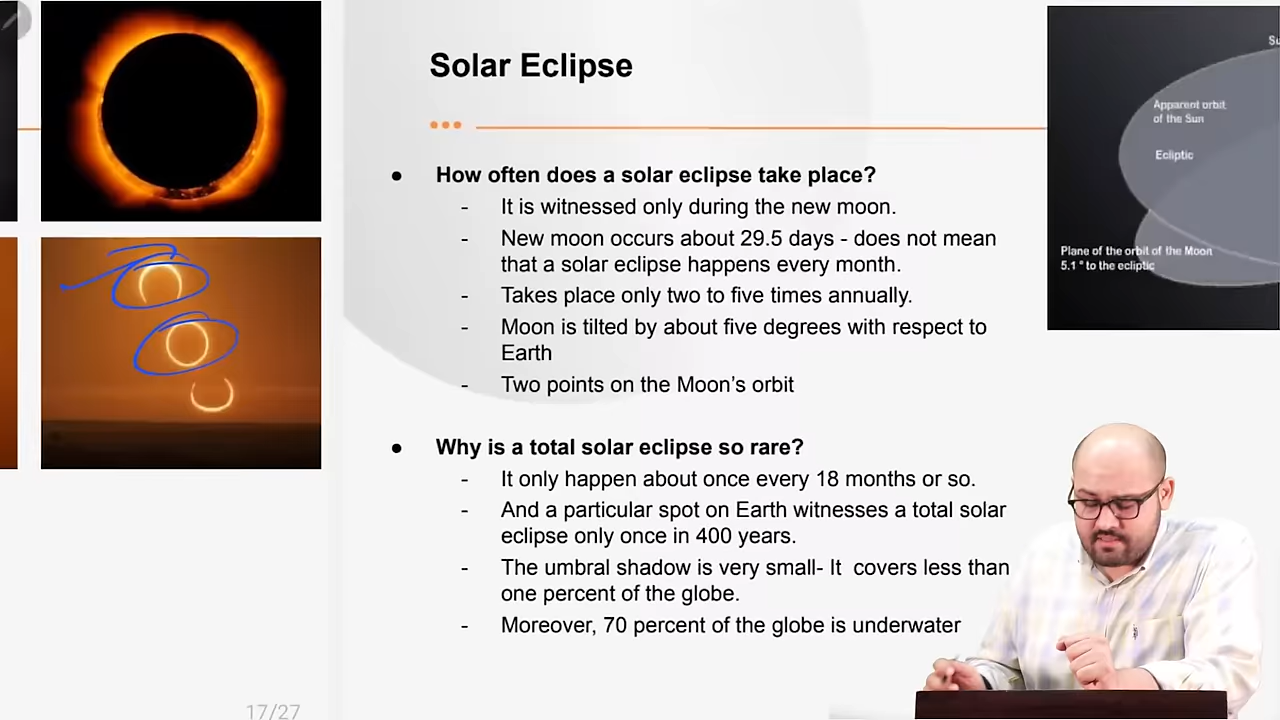 Solar Eclipse
● How often does a solar eclipse take place?
- It is witnessed only during the new moon.
- New moon occurs about 29.5 days - does not mean
that a solar eclipse happens every month.
- Takes place only two to five times annually.
- Moon is tilted by about five degrees with respect to
Earth
- Two points on the Moon's orbit
● Why is a total solar eclipse so rare?
- It only happen about once every 18 months or so.
- And a particular spot on Earth witnesses a total solar
eclipse only once in 400 years.
- The umbral shadow is very small- It covers less than
one percent of the globe.
- Moreover, 70 percent of the globe is underwater
Apparent orbit
of the Sun
Ecliptic
Plane of the orbit of the Moon
5.1 ° to the ecliptic
17/27